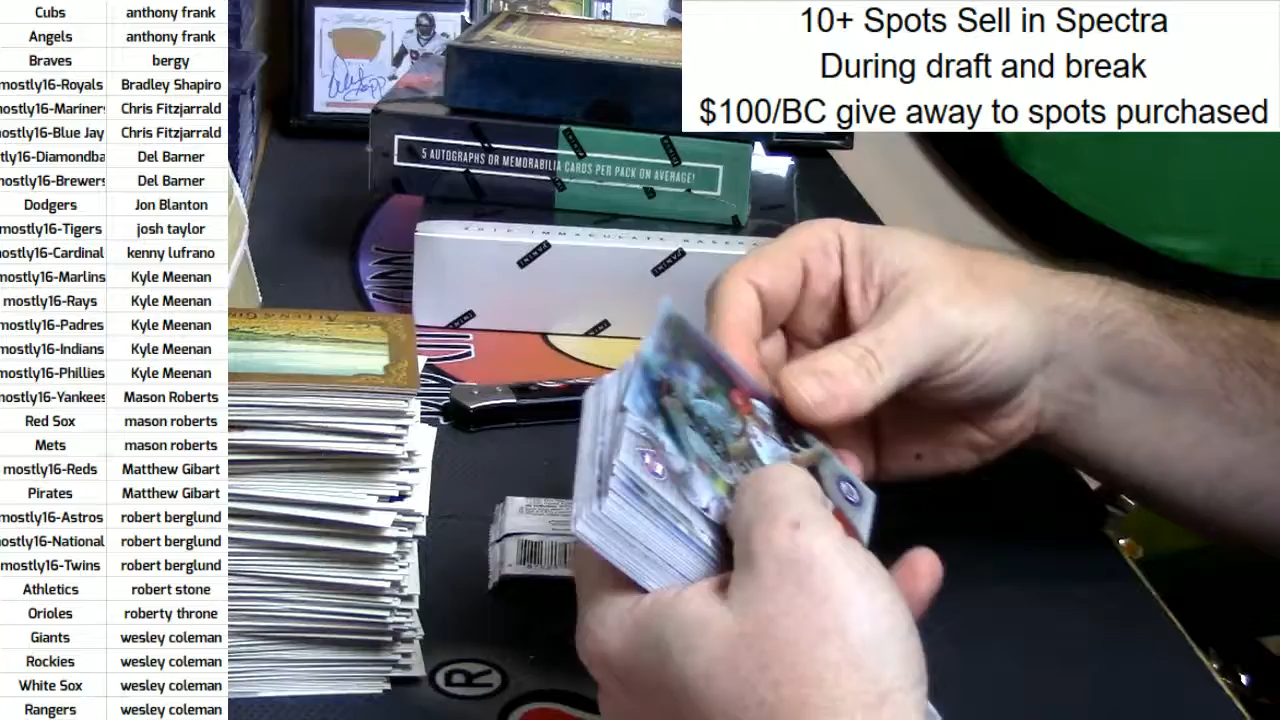 Cubs anthony frank
Angels anthony frank
Braves bergy
mostly16-Royals Bradley Shapiro
mostly16-Mariners Chris Fitzjarrald
mostly16-Blue Jay Chris Fitzjarrald
tly16-Diamondba Del Barner
mostly16-Brewers Del Barner
Dodgers Jon Blanton
mostly16-Tigers josh taylor
mostly16-Cardinal kenny lufrano
mostly16-Marlins Kyle Meenan
mostly16-Rays Kyle Meenan
mostly16-Padres Kyle Meenan
mostly16-Indians Kyle Meenan
mostly16-Phillies Kyle Meenan
mostly16-Yankees Mason Roberts
Red Sox mason roberts
Mets mason roberts
mostly16-Reds Matthew Gibart
Pirates Matthew Gibart
mostly16-Astros robert berglund
mostly16-National robert berglund
mostly16-Twins robert berglund
Athletics robert stone
Orioles roberty throne
Giants wesley coleman
Rockies wesley coleman
White Sox wesley coleman
Rangers wesley coleman
10+ Spots Sell in Spectra
During draft and break
$100/BC give away to spots purchased
5 AUTOGRAPHS OR MEMORABILIA CARDS PER PACK ON AVERAGE!
2016 IMMACULATE BASEBA
PANINI
PANINI
PANINI
PANINI
®